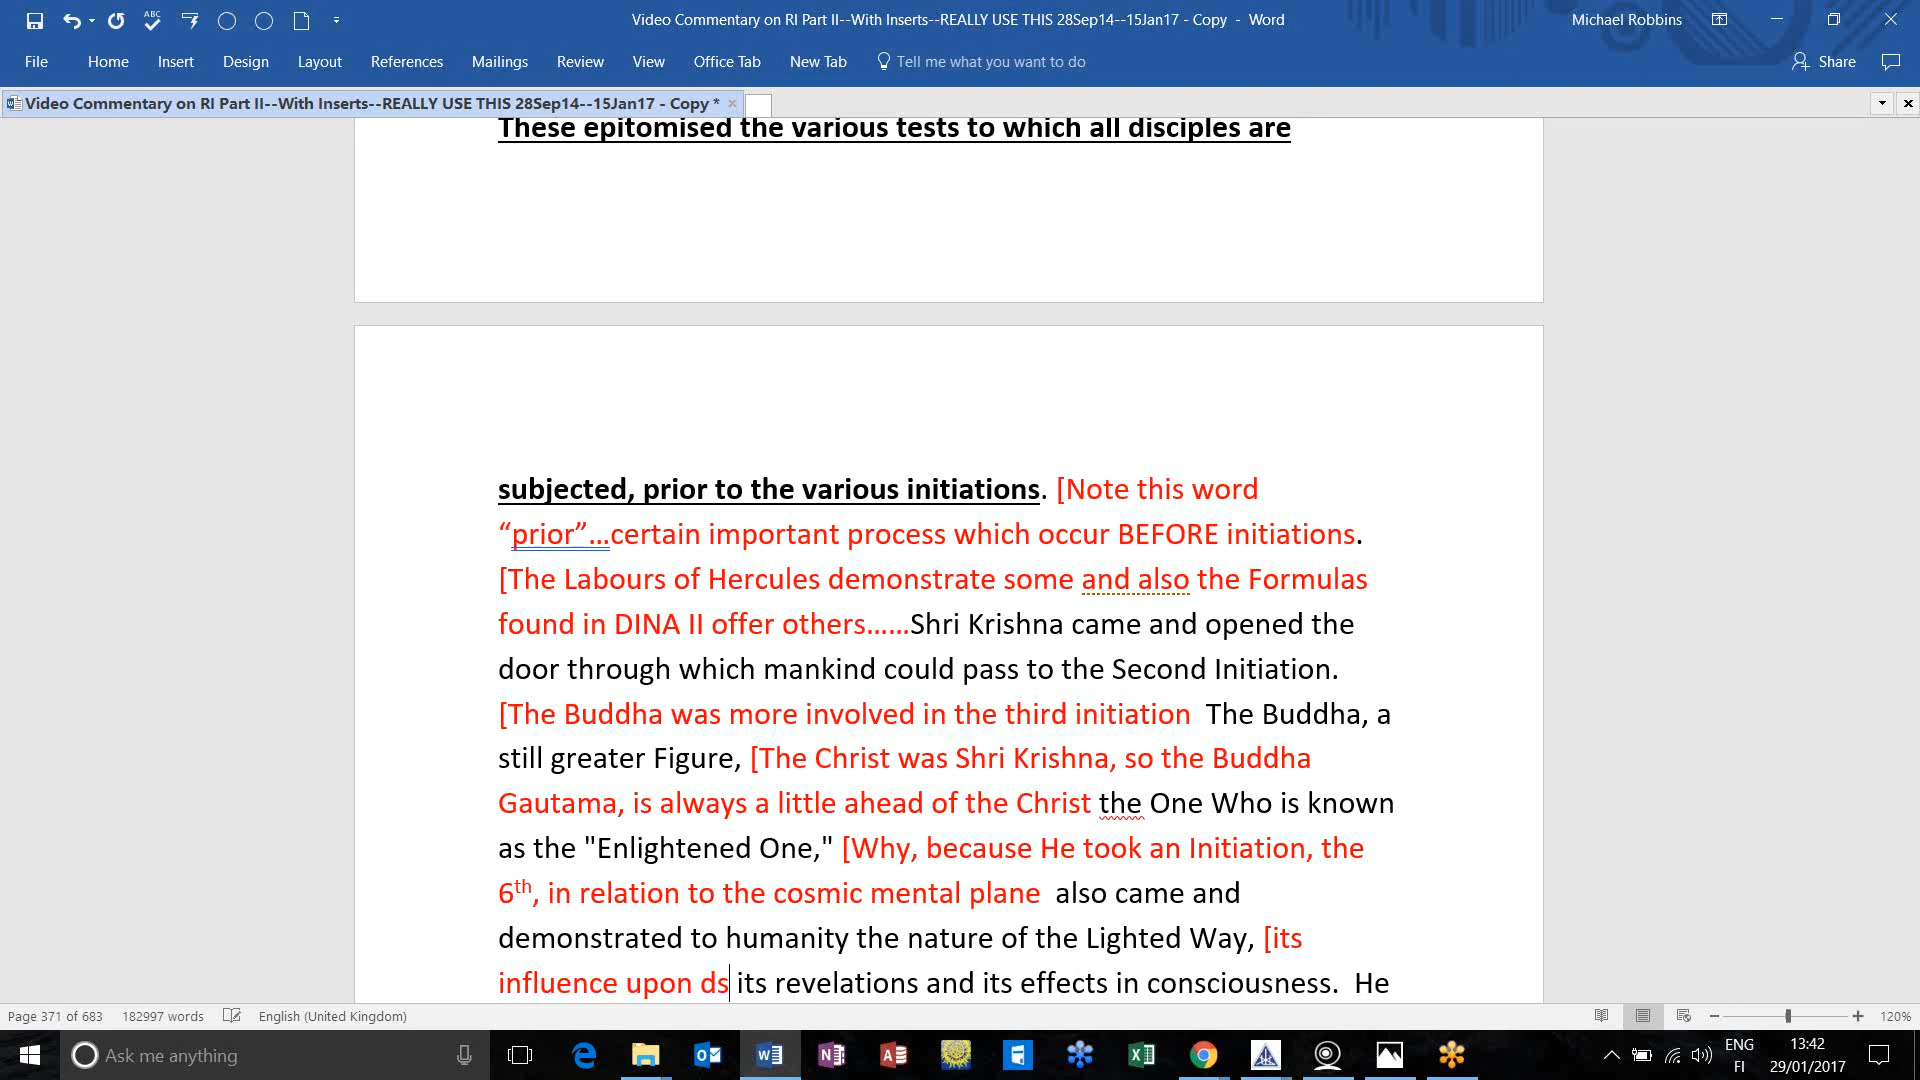 ABC
Video Commentary on RI Part II--With Inserts--REALLY USE THIS 28Sep14--15Jan17 - Copy - Word
Michael Robbins
File Home Insert Design Layout References Mailings Review View Office Tab New Tab Tell me what you want to do Share
Video Commentary on RI Part II--With Inserts--REALLY USE THIS 28Sep14--15Jan17 - Copy *
These epitomised the various tests to which all disciples are
subjected, prior to the various initiations. [Note this word
“prior”…certain important process which occur BEFORE initiations.
[The Labours of Hercules demonstrate some and also the Formulas
found in DINA II offer others……Shri Krishna came and opened the
door through which mankind could pass to the Second Initiation.
[The Buddha was more involved in the third initiation  The Buddha, a
still greater Figure, [The Christ was Shri Krishna, so the Buddha
Gautama, is always a little ahead of the Christ the One Who is known
as the "Enlightened One," [Why, because He took an Initiation, the
6th, in relation to the cosmic mental plane  also came and
demonstrated to humanity the nature of the Lighted Way, [its
influence upon ds its revelations and its effects in consciousness.  He
Page 371 of 683 182997 words English (United Kingdom) 120%
Ask me anything
ENG
FI
13:42
29/01/2017